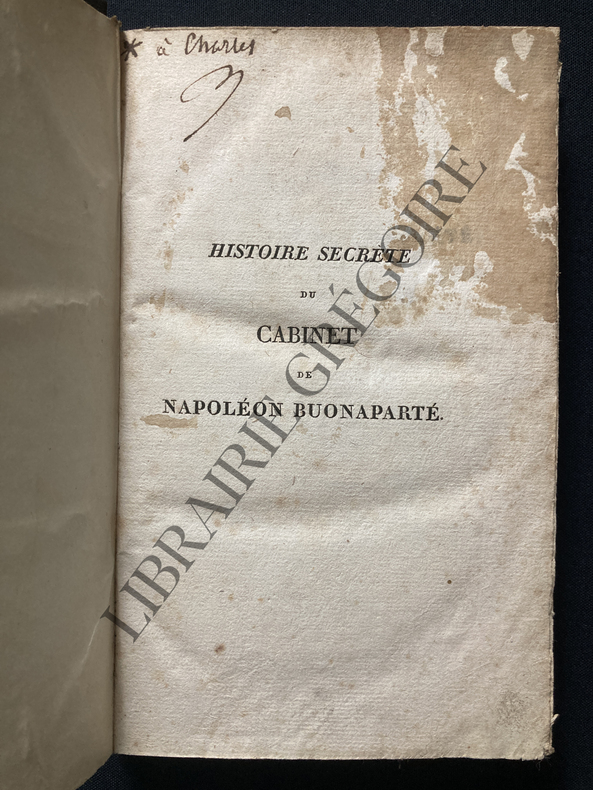 * à Charles
HISTOIRE SECRÈTE
DU
CABINET
DE
NAPOLÉON BUONAPARTÉ.
LIBRAIRIE GRÉGOIRE